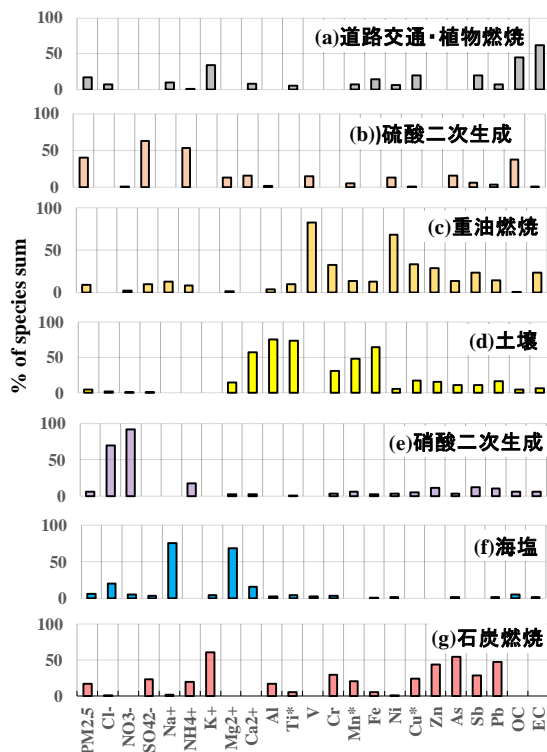 % of species sum
100
50
0
(a)道路交通・植物燃焼
100
50
0
(b))硫酸二次生成
100
50
0
(c)重油燃焼
100
50
0
(d)土壌
100
50
0
(e)硝酸二次生成
100
50
0
(f)海塩
100
50
0
(g)石炭燃焼
PM2.5
Cl-
NO3-
SO42-
Na+
NH4+
K+
Mg2+
Ca2+
Al
Ti*
V
Cr
Mn*
Fe
Ni
Cu*
Zn
As
Sb
Pb
OC
EC